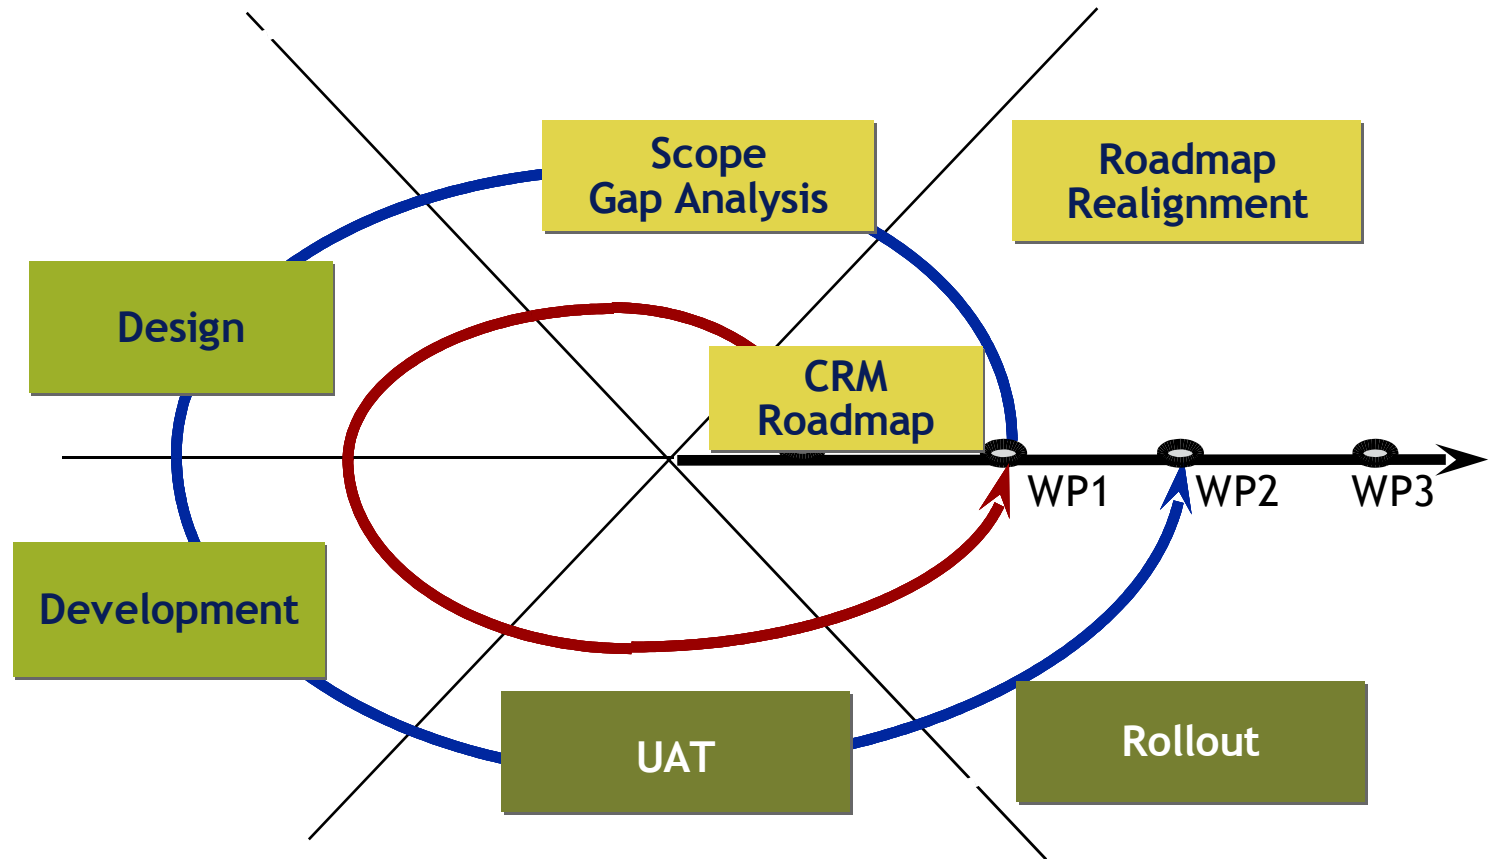 Scope
Gap Analysis
Roadmap
Realignment
Design
CRM
Roadmap
WP1
WP2
WP3
Development
UAT
Rollout